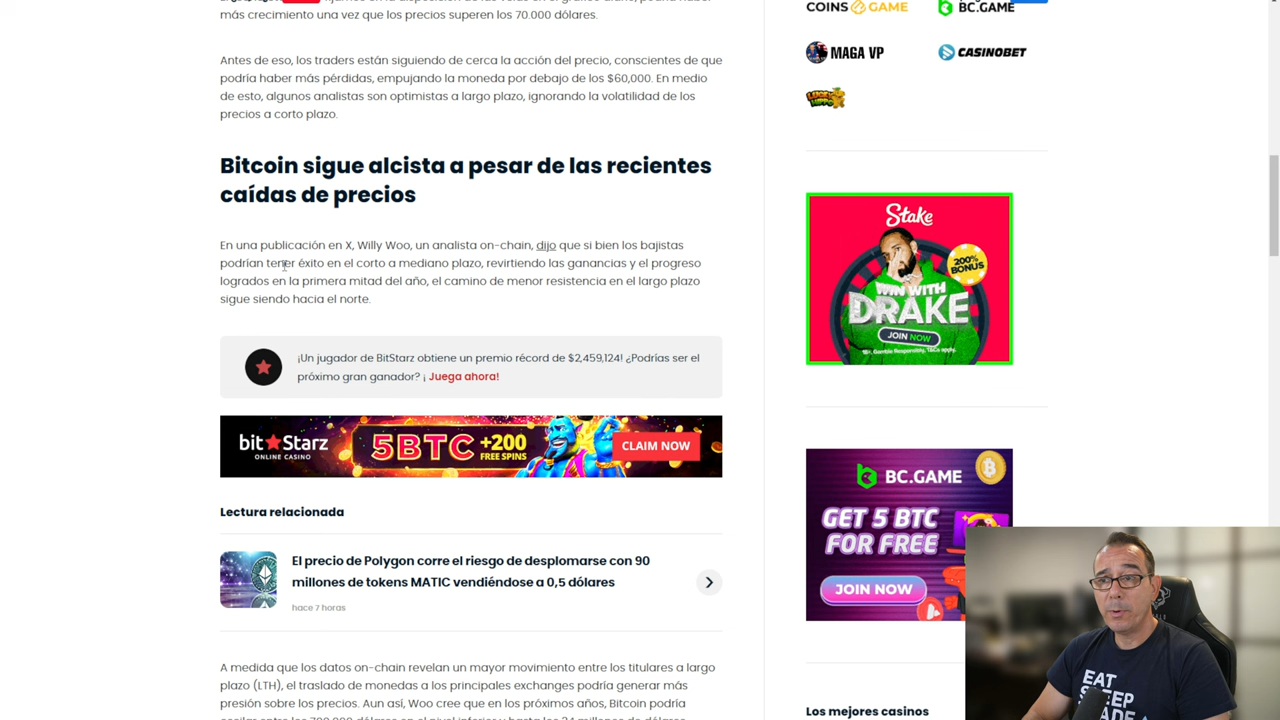 más crecimiento una vez que los precios superen los 70.000 dólares.
Antes de eso, los traders están siguiendo de cerca la acción del precio, conscientes de que
podría haber más pérdidas, empujando la moneda por debajo de los $60,000. En medio
de esto, algunos analistas son optimistas a largo plazo, ignorando la volatilidad de los
precios a corto plazo.
Bitcoin sigue alcista a pesar de las recientes
caídas de precios
En una publicación en X, Willy Woo, un analista on-chain, dijo que si bien los bajistas
podrían tener éxito en el corto a mediano plazo, revirtiendo las ganancias y el progreso
logrados en la primera mitad del año, el camino de menor resistencia en el largo plazo
sigue siendo hacia el norte.
¡Un jugador de BitStarz obtiene un premio récord de $2,459,124! ¿Podrías ser el
próximo gran ganador? ¡ Juega ahora!
bitStarz
ONLINE CASINO
5BTC
+200
FREE SPINS
CLAIM NOW
Lectura relacionada
El precio de Polygon corre el riesgo de desplomarse con 90
millones de tokens MATIC vendiéndose a 0,5 dólares
hace 7 horas
A medida que los datos on-chain revelan un mayor movimiento entre los titulares a largo
plazo (LTH), el traslado de monedas a los principales exchanges podría generar más
presión sobre los precios. Aun así, Woo cree que en los próximos años, Bitcoin podría
COINS GAME
BC.GAME
MAGA VP
CASINOBET
LUCKY
HIPPO
Stake
200%
BONUS
WIN WITH
DRAKE
JOIN NOW
18+, Gamble Responsibly, T&Cs apply.
BC.GAME
GET 5 BTC
FOR FREE
JOIN NOW
Los mejores casinos
EAT
SLEEP